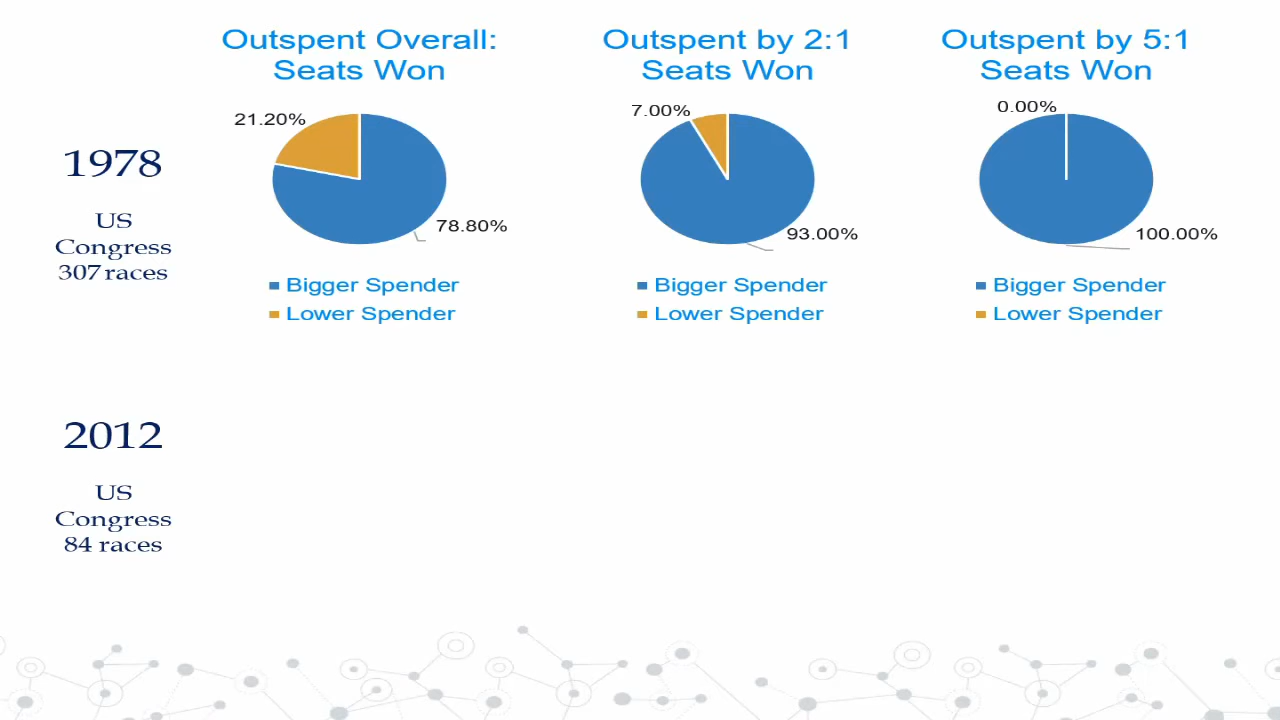 Outspent Overall:
Seats Won
21.20%
78.80%
Bigger Spender
Lower Spender
Outspent by 2:1
Seats Won
7.00%
93.00%
Bigger Spender
Lower Spender
Outspent by 5:1
Seats Won
0.00%
100.00%
Bigger Spender
Lower Spender
1978
US
Congress
307 races
2012
US
Congress
84 races